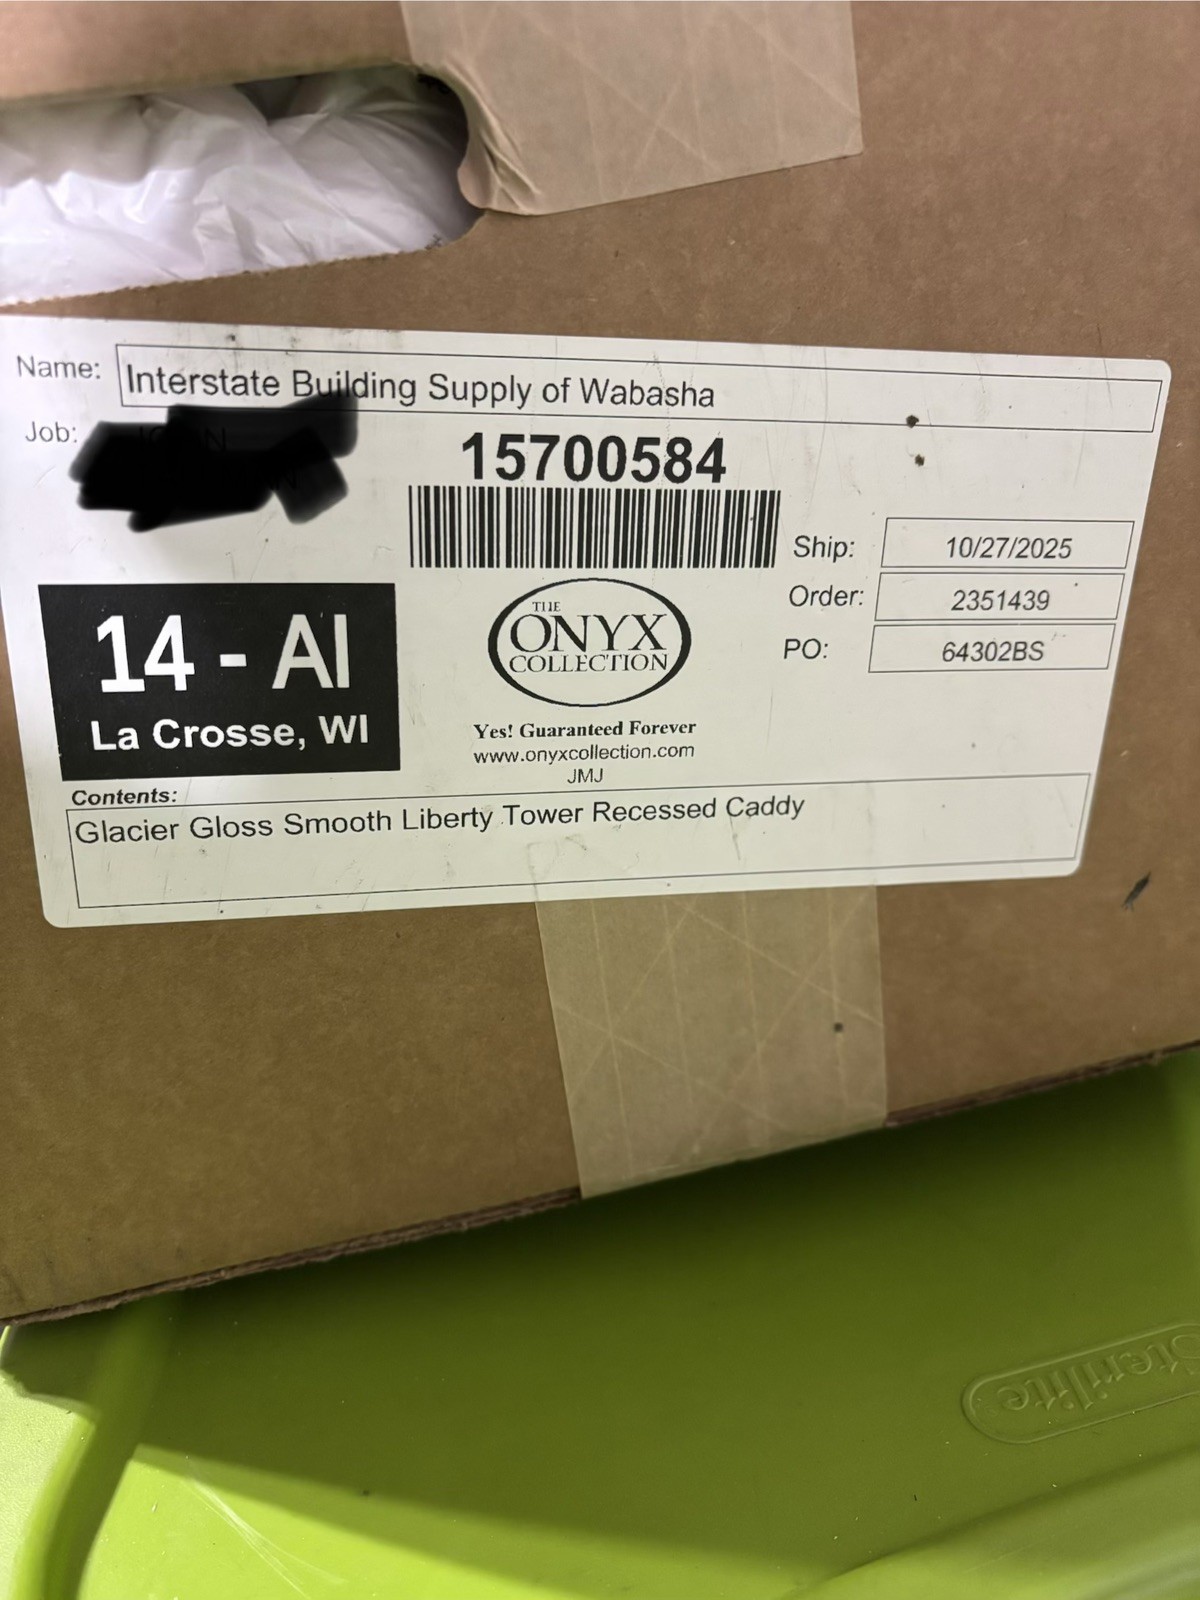 Name: Interstate Building Supply of Wabasha
Job:
15700584
Ship: 10/27/2025
Order: 2351439
PO: 64302BS
14 - AI
La Crosse, WI
THE
ONYX
COLLECTION
Yes! Guaranteed Forever
www.onyxcollection.com
JMJ
Contents:
Glacier Gloss Smooth Liberty Tower Recessed Caddy
Sterilite